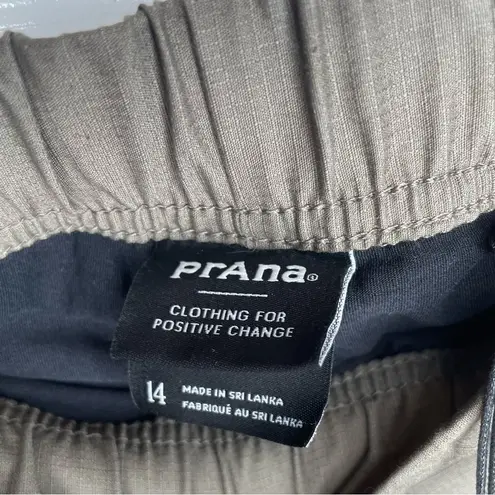 prAna®
CLOTHING FOR
POSITIVE CHANGE
14
MADE IN SRI LANKA
FABRIQUÉ AU SRI LANKA